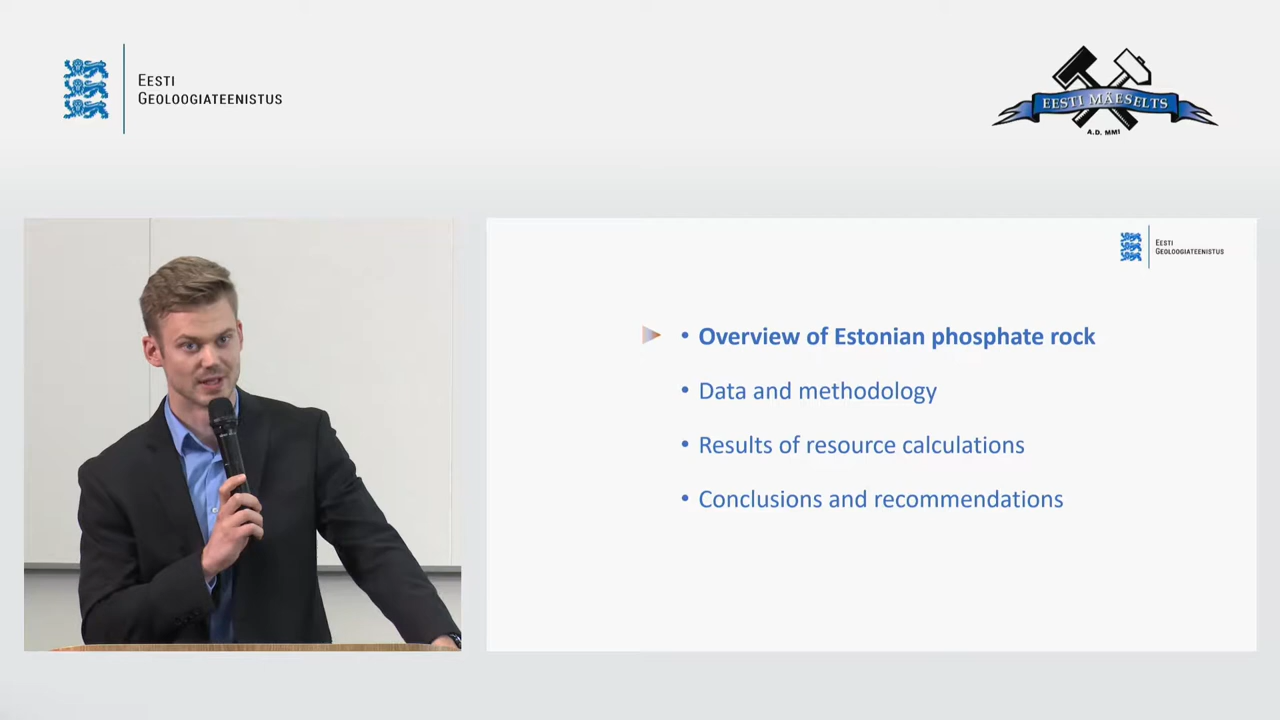 EESTI
GEOLOOGIATEENISTUS
EESTI MÄESELTS
A.D. MMI
EESTI
GEOLOOGIATEENISTUS
• Overview of Estonian phosphate rock
• Data and methodology
• Results of resource calculations
• Conclusions and recommendations